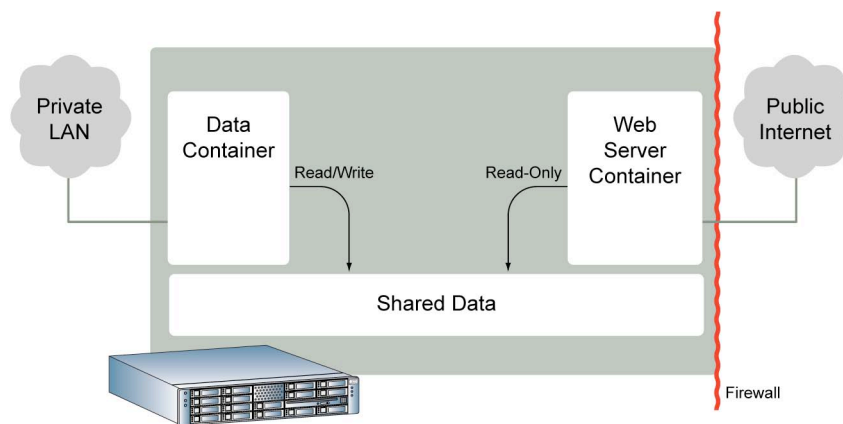 Private
LAN
Data
Container
Read/Write
Read-Only
Web
Server
Container
Public
Internet
Shared Data
Firewall